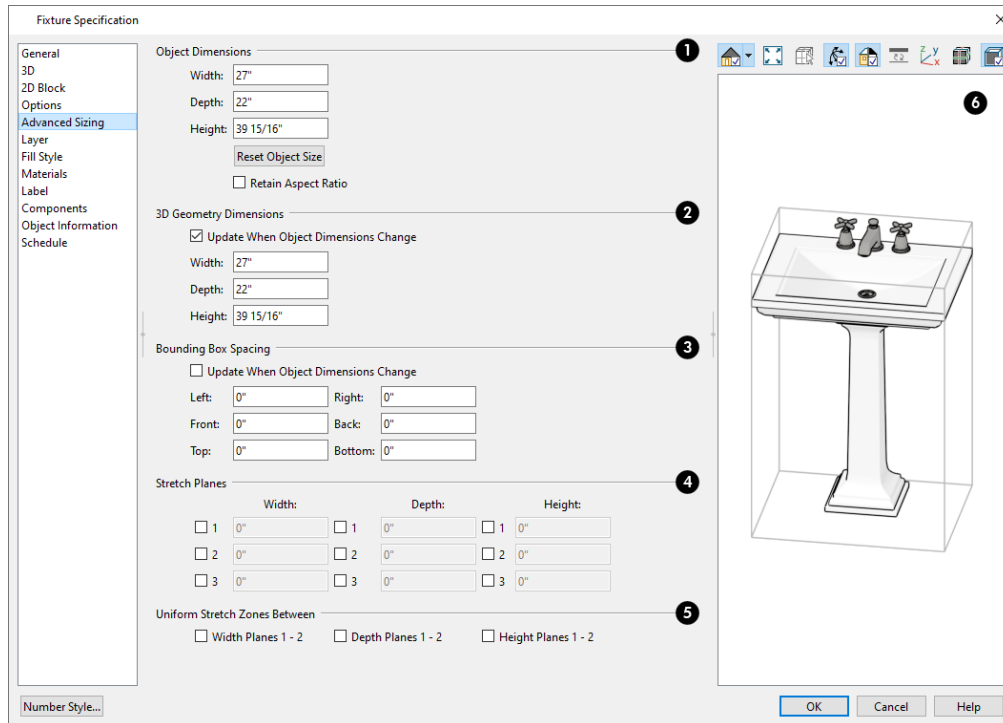 Fixture Specification
General
3D
2D Block
Options
Advanced Sizing
Layer
Fill Style
Materials
Label
Components
Object Information
Schedule
Object Dimensions 1
Width: 27"
Depth: 22"
Height: 39 15/16"
Reset Object Size
Retain Aspect Ratio
3D Geometry Dimensions 2
Update When Object Dimensions Change
Width: 27"
Depth: 22"
Height: 39 15/16"
Bounding Box Spacing 3
Update When Object Dimensions Change
Left: 0" Right: 0"
Front: 0" Back: 0"
Top: 0" Bottom: 0"
Stretch Planes 4
Width: Depth: Height:
1 0" 1 0" 1 0"
2 0" 2 0" 2 0"
3 0" 3 0" 3 0"
Uniform Stretch Zones Between 5
Width Planes 1 - 2 Depth Planes 1 - 2 Height Planes 1 - 2
z y x
6
Number Style... OK Cancel Help